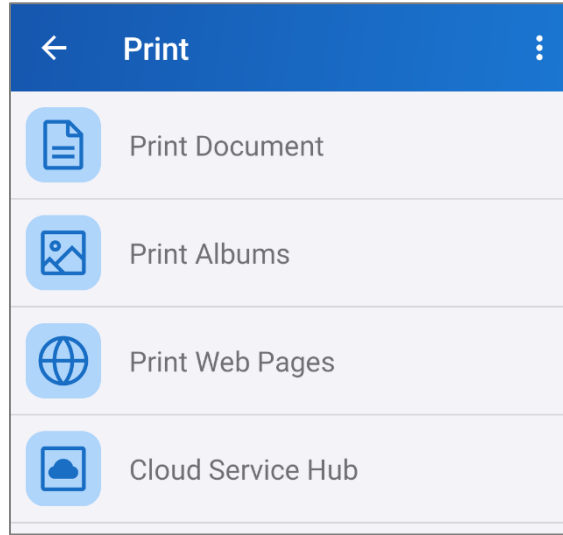 Print
Print Document
Print Albums
Print Web Pages
Cloud Service Hub